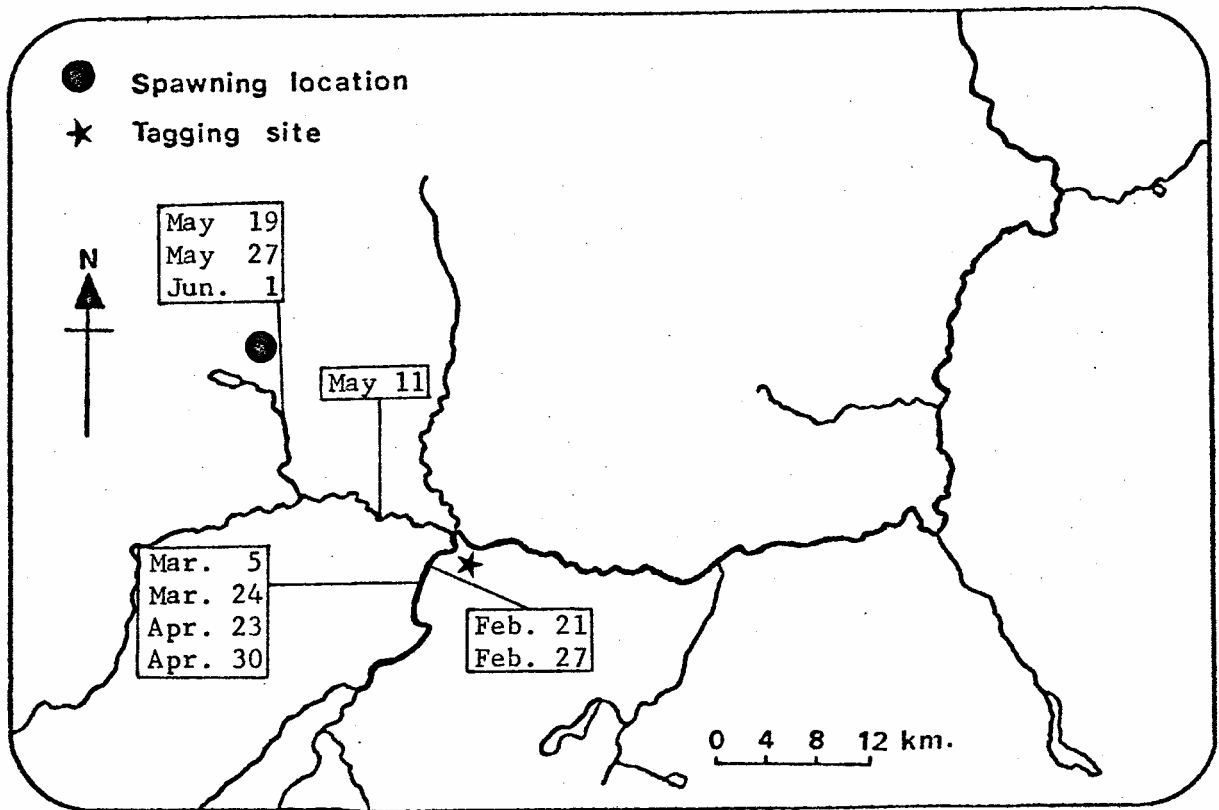 Spawning location
Tagging site
May 19
May 27
Jun. 1
N
May 11
Mar. 5
Mar. 24
Apr. 23
Apr. 30
Feb. 21
Feb. 27
0 4 8 12 km.